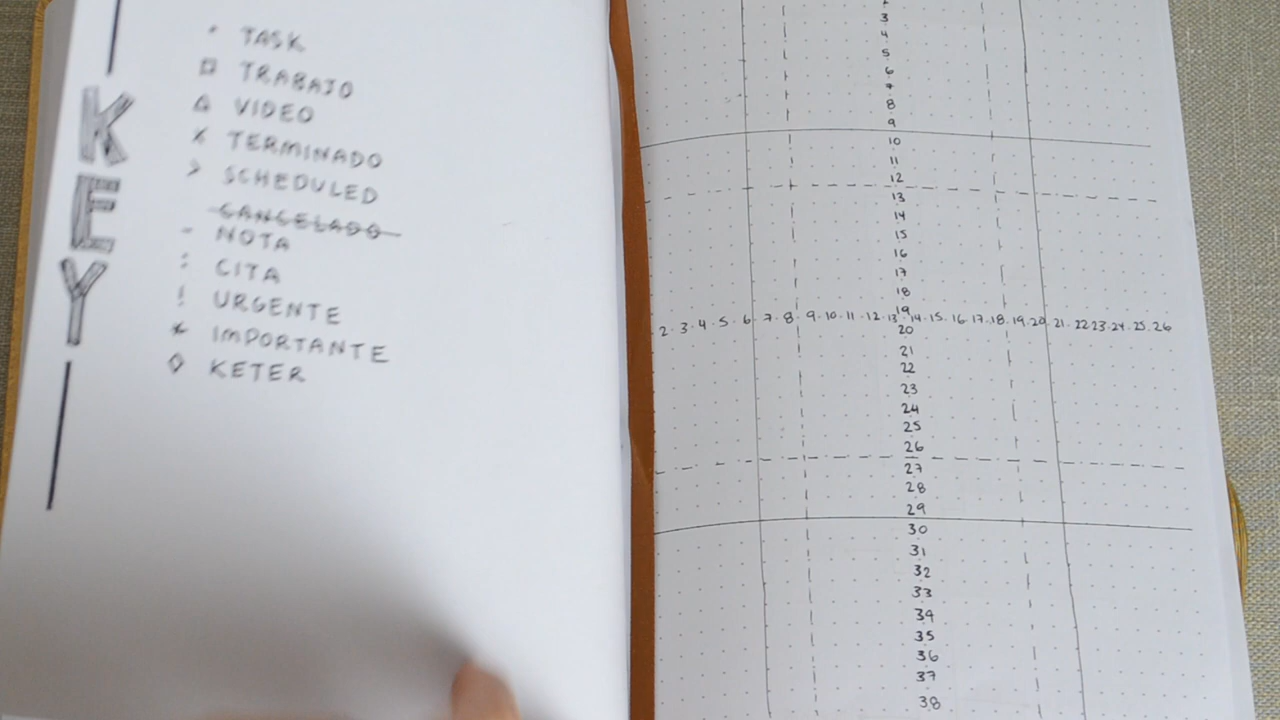 KEY
• TASK
□ TRABAJO
△ VIDEO
x TERMINADO
> SCHEDULED
CANCELADO
- NOTA
: CITA
! URGENTE
* IMPORTANTE
◇ KETER
3
4
5
6
7
8
9
10
11
12
13
14
15
16
17
18
19
2 3 4 5 6 7 8 9 10 11 12 13 14 15 16 17 18 19 20 21 22 23 24 25 26
20
21
22
23
24
25
26
27
28
29
30
31
32
33
34
35
36
37
38